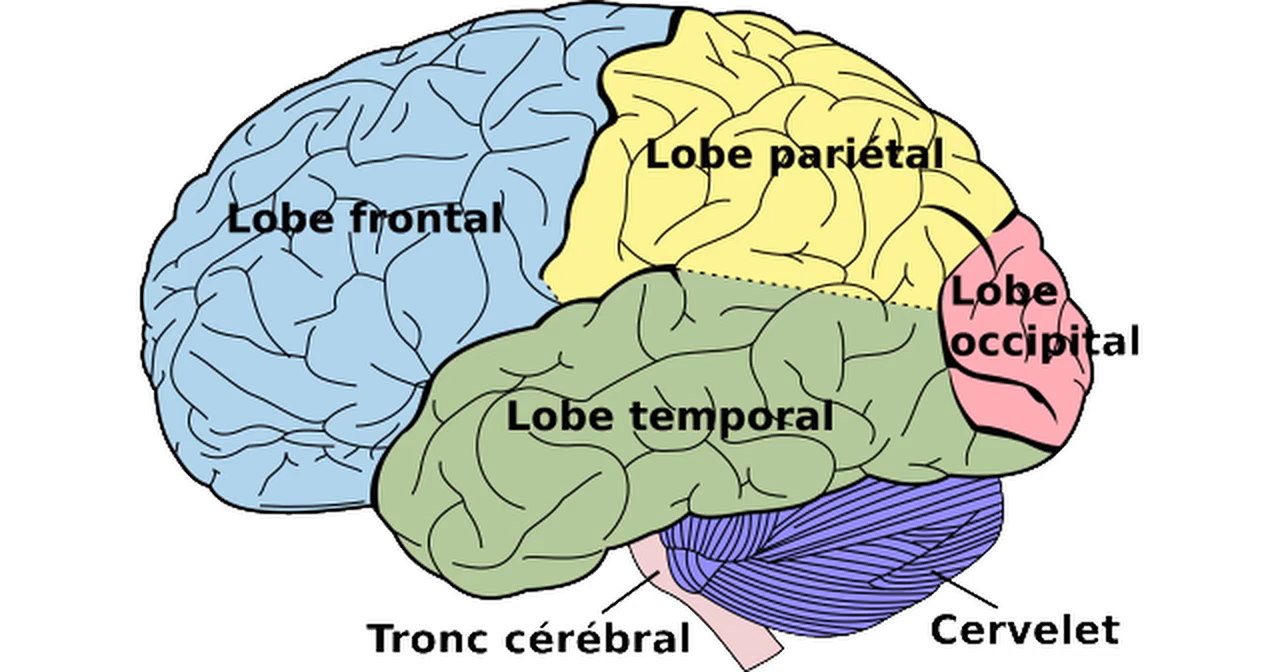 Lobe pariétal
Lobe frontal
Lobe
occipital
Lobe temporal
Tronc cérébral
Cervelet